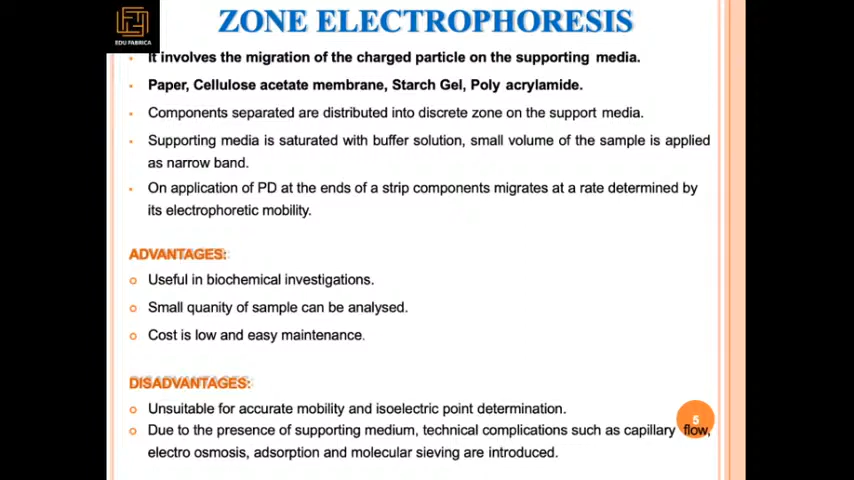 EDU FABRICA
ZONE ELECTROPHORESIS
It involves the migration of the charged particle on the supporting media.
Paper, Cellulose acetate membrane, Starch Gel, Poly acrylamide.
Components separated are distributed into discrete zone on the support media.
Supporting media is saturated with buffer solution, small volume of the sample is applied
as narrow band.
On application of PD at the ends of a strip components migrates at a rate determined by
its electrophoretic mobility.
ADVANTAGES:
Useful in biochemical investigations.
Small quanity of sample can be analysed.
Cost is low and easy maintenance.
DISADVANTAGES:
Unsuitable for accurate mobility and isoelectric point determination.
5
Due to the presence of supporting medium, technical complications such as capillary flow,
electro osmosis, adsorption and molecular sieving are introduced.